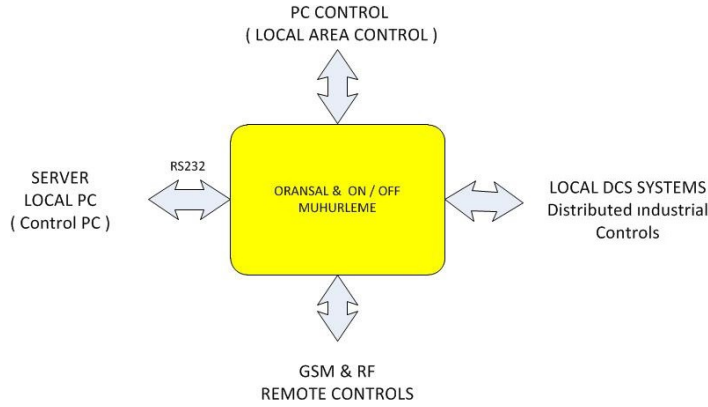 PC CONTROL
( LOCAL AREA CONTROL )
RS232
SERVER
LOCAL PC
( Control PC )
ORANSAL & ON / OFF
MUHURLEME
LOCAL DCS SYSTEMS
Distributed ındustrial
Controls
GSM & RF
REMOTE CONTROLS